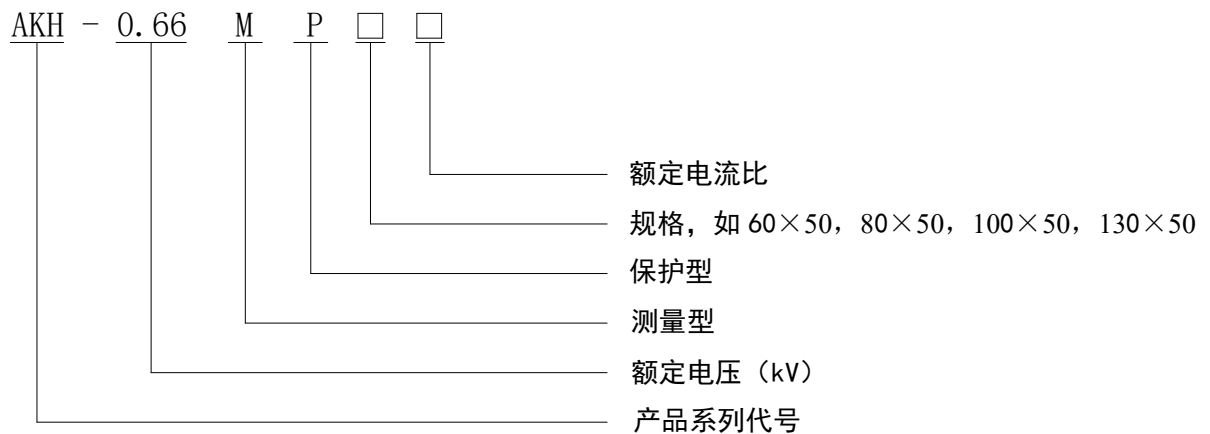 AKH - 0.66 M P □ □
额定电流比
规格，如 60×50，80×50，100×50，130×50
保护型
测量型
额定电压（kV）
产品系列代号